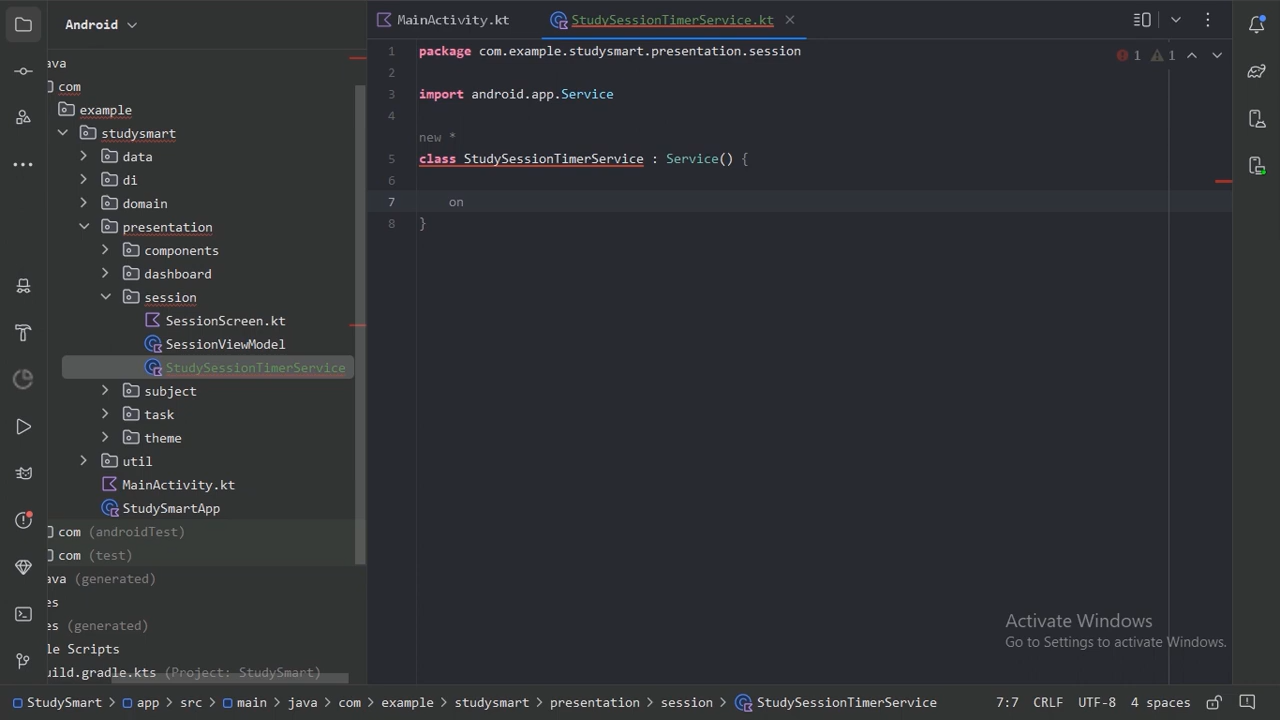 Android
MainActivity.kt
StudySessionTimerService.kt
ava
com
example
studysmart
data
di
domain
presentation
components
dashboard
session
SessionScreen.kt
SessionViewModel
StudySessionTimerService
subject
task
theme
util
MainActivity.kt
StudySmartApp
com (androidTest)
com (test)
ava (generated)
es
es (generated)
le Scripts
uild.gradle.kts (Project: StudySmart)
1 package com.example.studysmart.presentation.session
1 1
2
3 import android.app.Service
4
new *
5 class StudySessionTimerService : Service() {
6
7 on
8 }
Activate Windows
Go to Settings to activate Windows.
StudySmart > app > src > main > java > com > example > studysmart > presentation > session > StudySessionTimerService 7:7 CRLF UTF-8 4 spaces